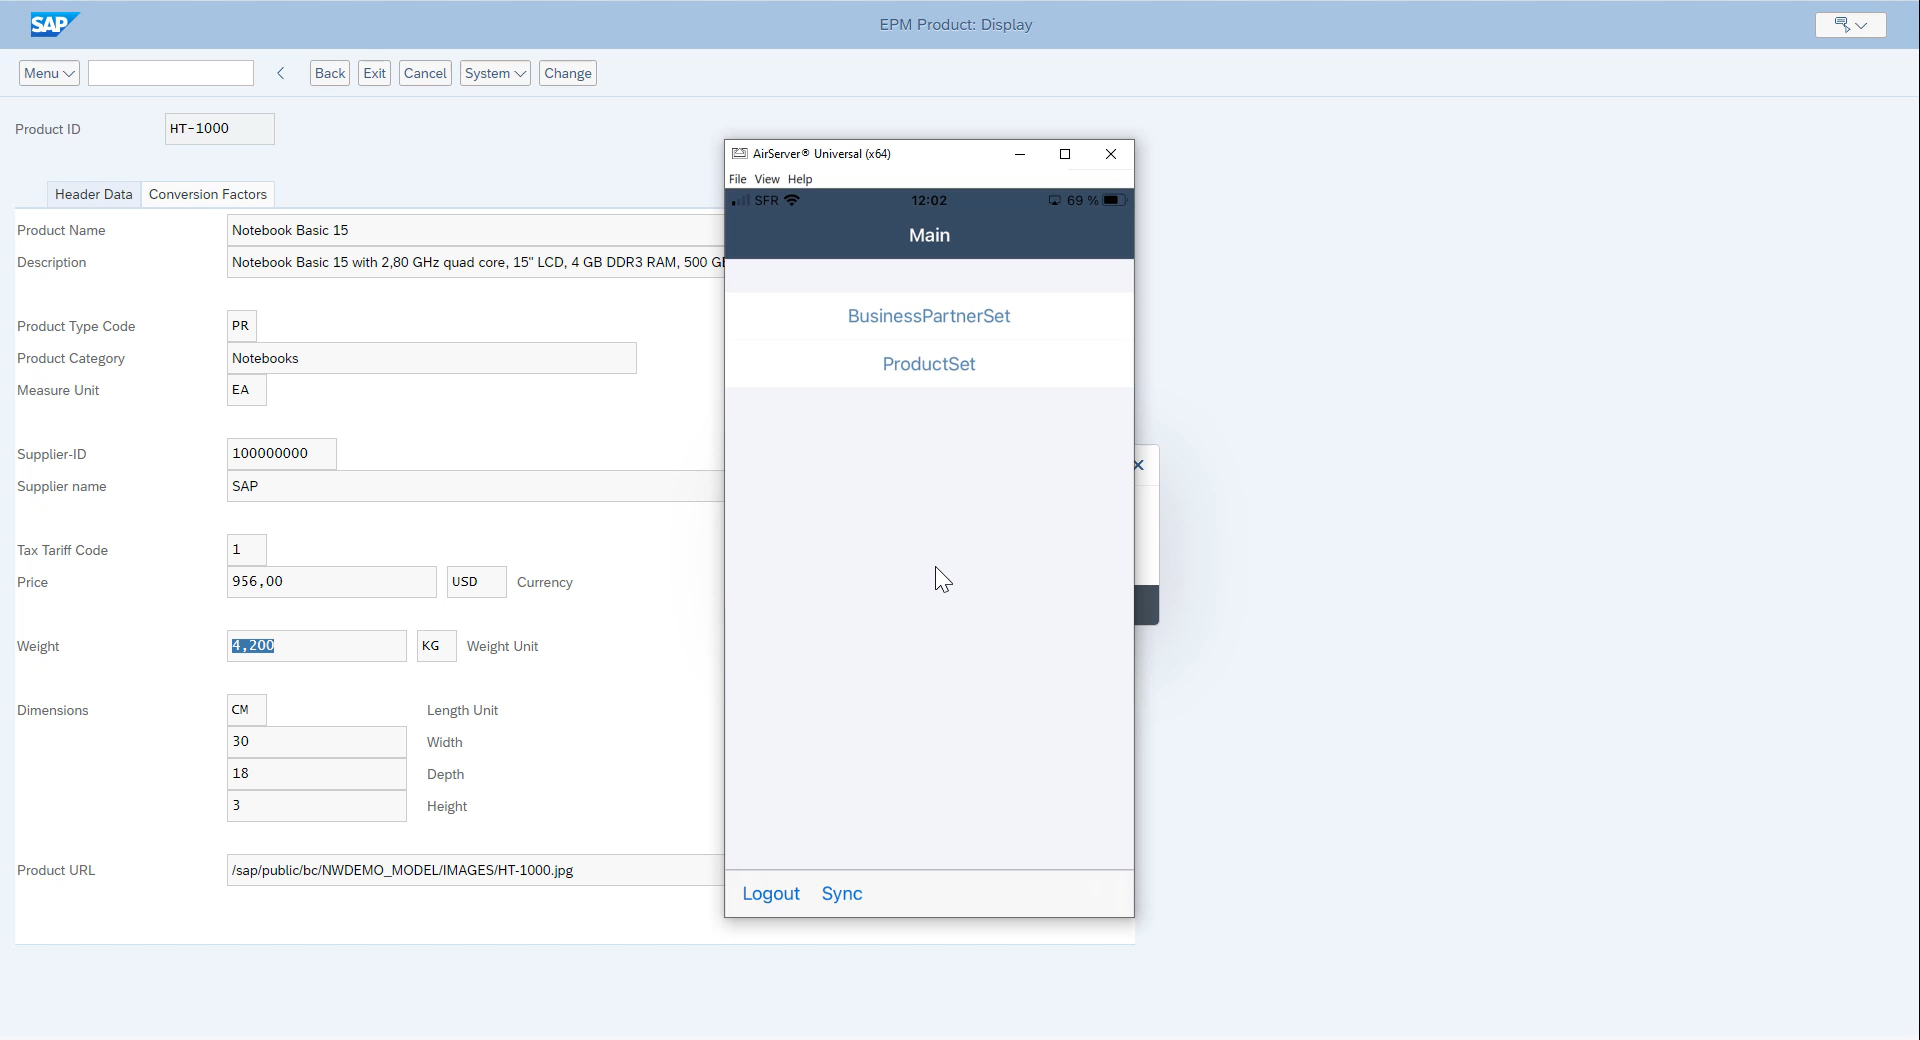 SAP
EPM Product: Display
Menu
Back Exit Cancel System Change
Product ID HT-1000
Header Data Conversion Factors
Product Name Notebook Basic 15
Description Notebook Basic 15 with 2,80 GHz quad core, 15" LCD, 4 GB DDR3 RAM, 500
Product Type Code PR
Product Category Notebooks
Measure Unit EA
Supplier-ID 100000000
Supplier name SAP
Tax Tariff Code 1
Price 956,00 USD Currency
Weight 4,200 KG Weight Unit
Dimensions CM Length Unit
30 Width
18 Depth
3 Height
Product URL /sap/public/bc/NWDEMO_MODEL/IMAGES/HT-1000.jpg
AirServer® Universal (x64)
File View Help
SFR 12:02 69 %
Main
BusinessPartnerSet
ProductSet
Logout Sync